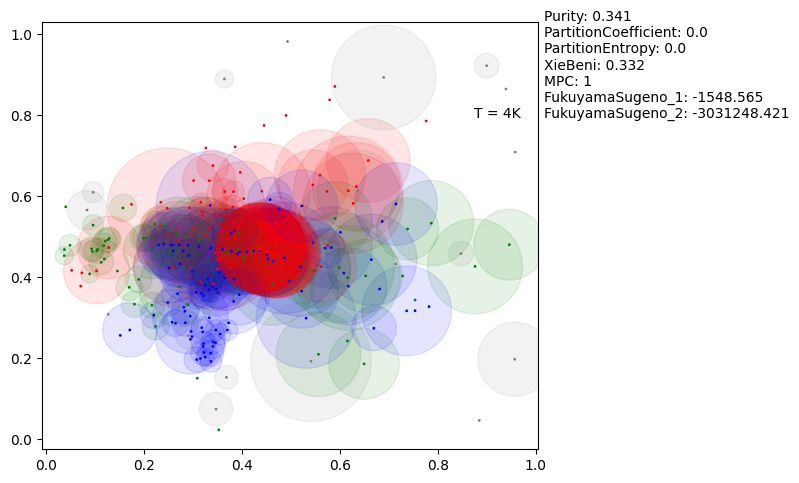 Purity: 0.341
PartitionCoefficient: 0.0
PartitionEntropy: 0.0
XieBeni: 0.332
MPC: 1
FukuyamaSugeno_1: -1548.565
FukuyamaSugeno_2: -3031248.421
T = 4K
1.0
0.8
0.6
0.4
0.2
0.0
0.0 0.2 0.4 0.6 0.8 1.0